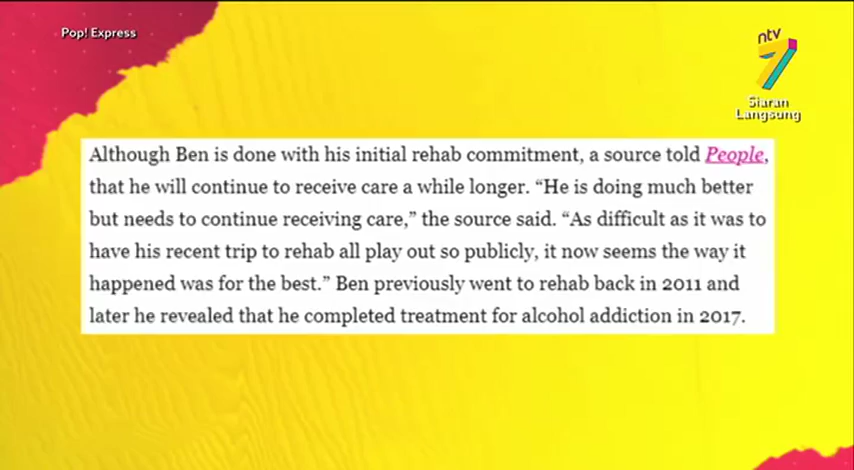 Pop! Express
ntv
7
Siaran
Langsung
Although Ben is done with his initial rehab commitment, a source told People,
that he will continue to receive care a while longer. “He is doing much better
but needs to continue receiving care,” the source said. “As difficult as it was to
have his recent trip to rehab all play out so publicly, it now seems the way it
happened was for the best.” Ben previously went to rehab back in 2011 and
later he revealed that he completed treatment for alcohol addiction in 2017.